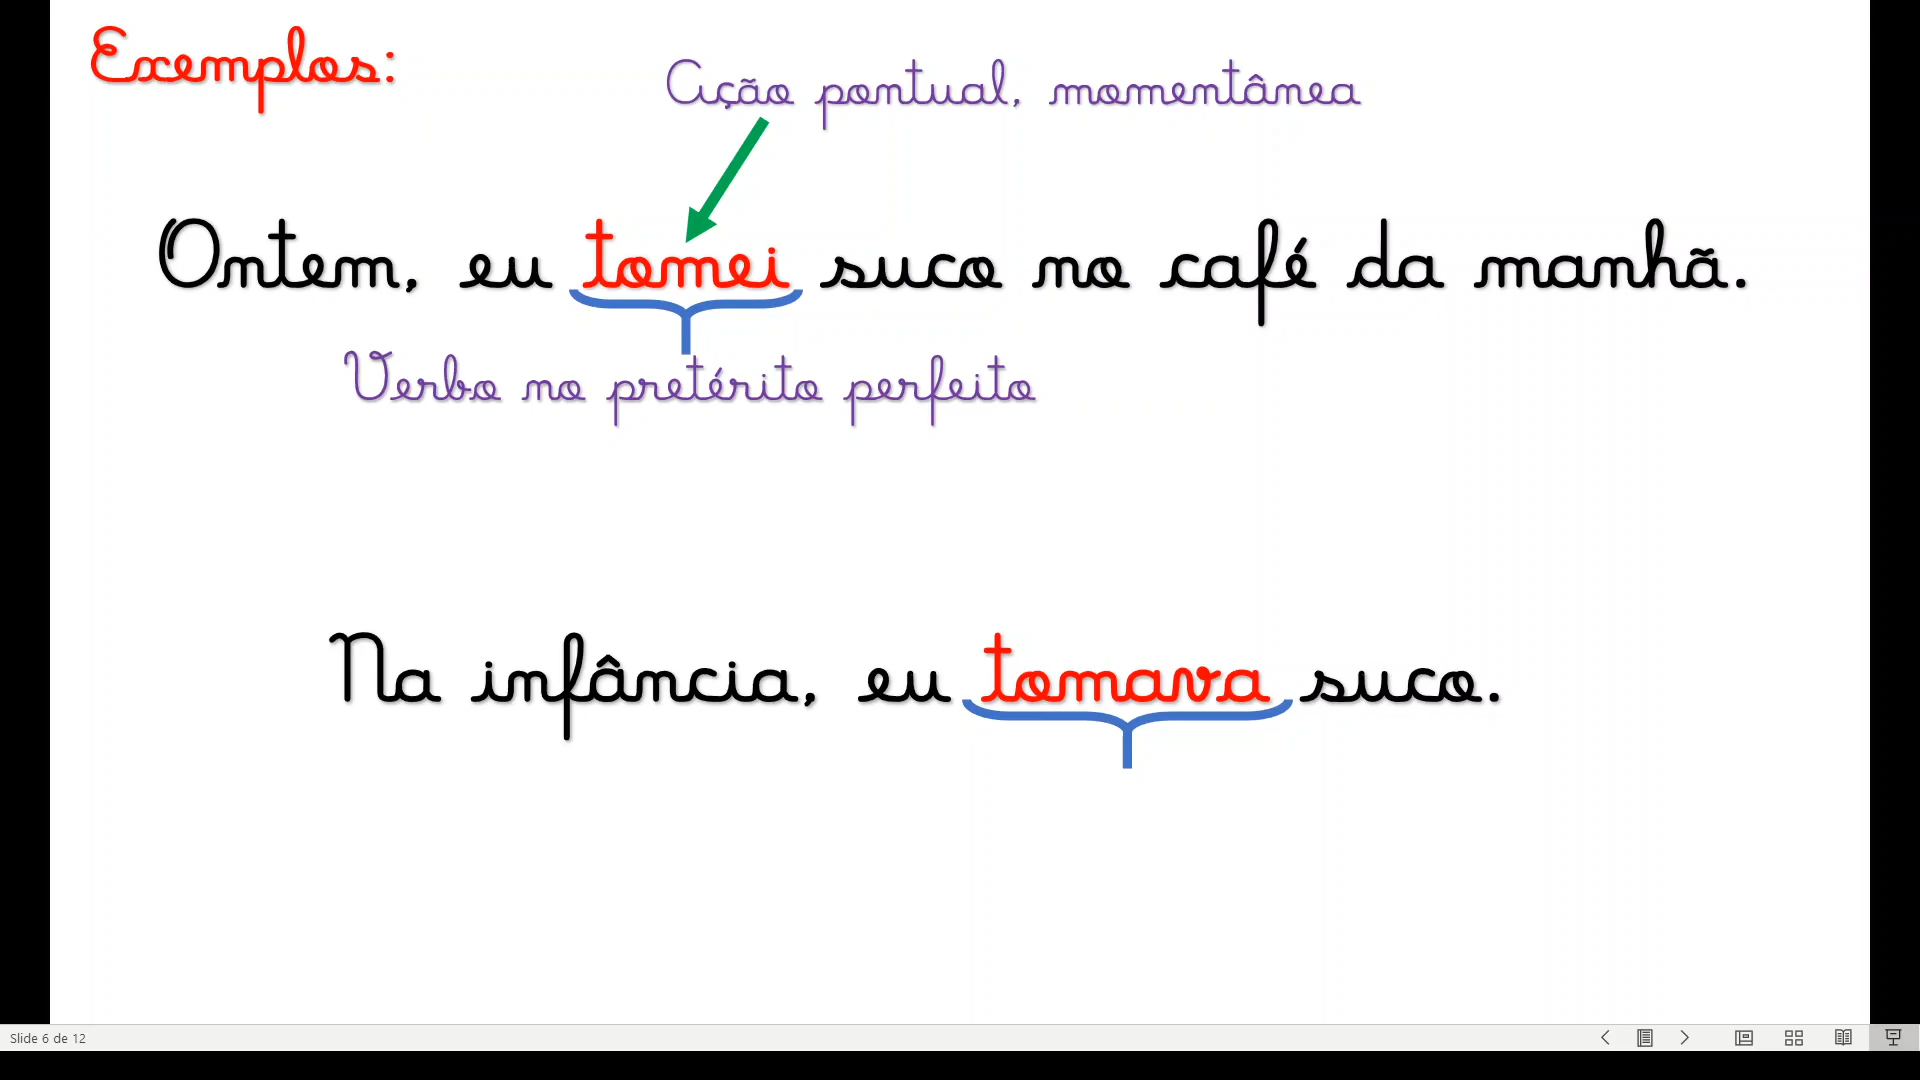 Exemplos:
Ação pontual, momentânea
Ontem, eu tomei suco no café da manhã.
Verbo no pretérito perfeito
Na infância, eu tomava suco.
Slide 6 de 12